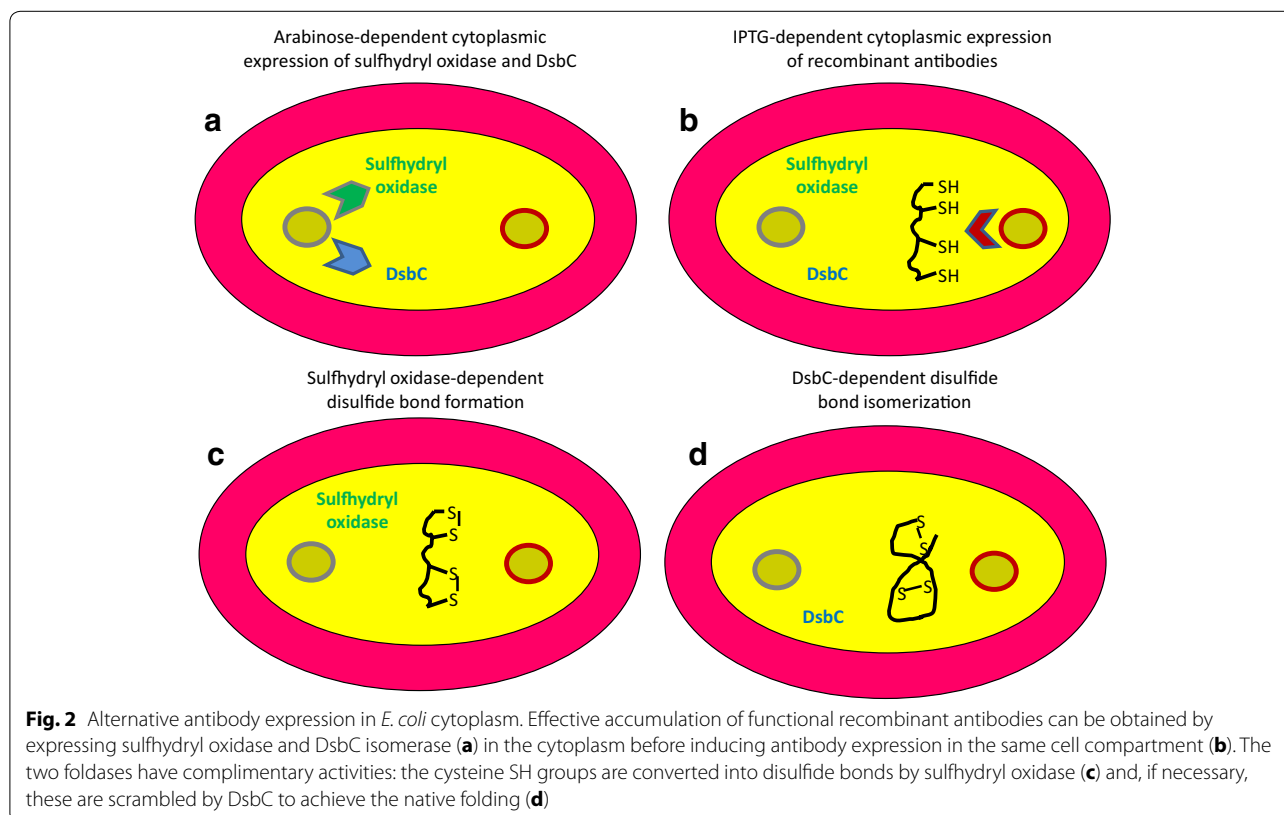 Arabinose-dependent cytoplasmic
expression of sulfhydryl oxidase and DsbC
IPTG-dependent cytoplasmic expression
of recombinant antibodies
a
Sulfhydryl
oxidase
DsbC
b
Sulfhydryl
oxidase
DsbC
SH
SH
SH
SH
Sulfhydryl oxidase-dependent
disulfide bond formation
DsbC-dependent disulfide
bond isomerization
c
Sulfhydryl
oxidase
S
S
S
S
d
DsbC
S
S
S
S
Fig. 2 Alternative antibody expression in E. coli cytoplasm. Effective accumulation of functional recombinant antibodies can be obtained by
expressing sulfhydryl oxidase and DsbC isomerase (a) in the cytoplasm before inducing antibody expression in the same cell compartment (b). The
two foldases have complimentary activities: the cysteine SH groups are converted into disulfide bonds by sulfhydryl oxidase (c) and, if necessary,
these are scrambled by DsbC to achieve the native folding (d)